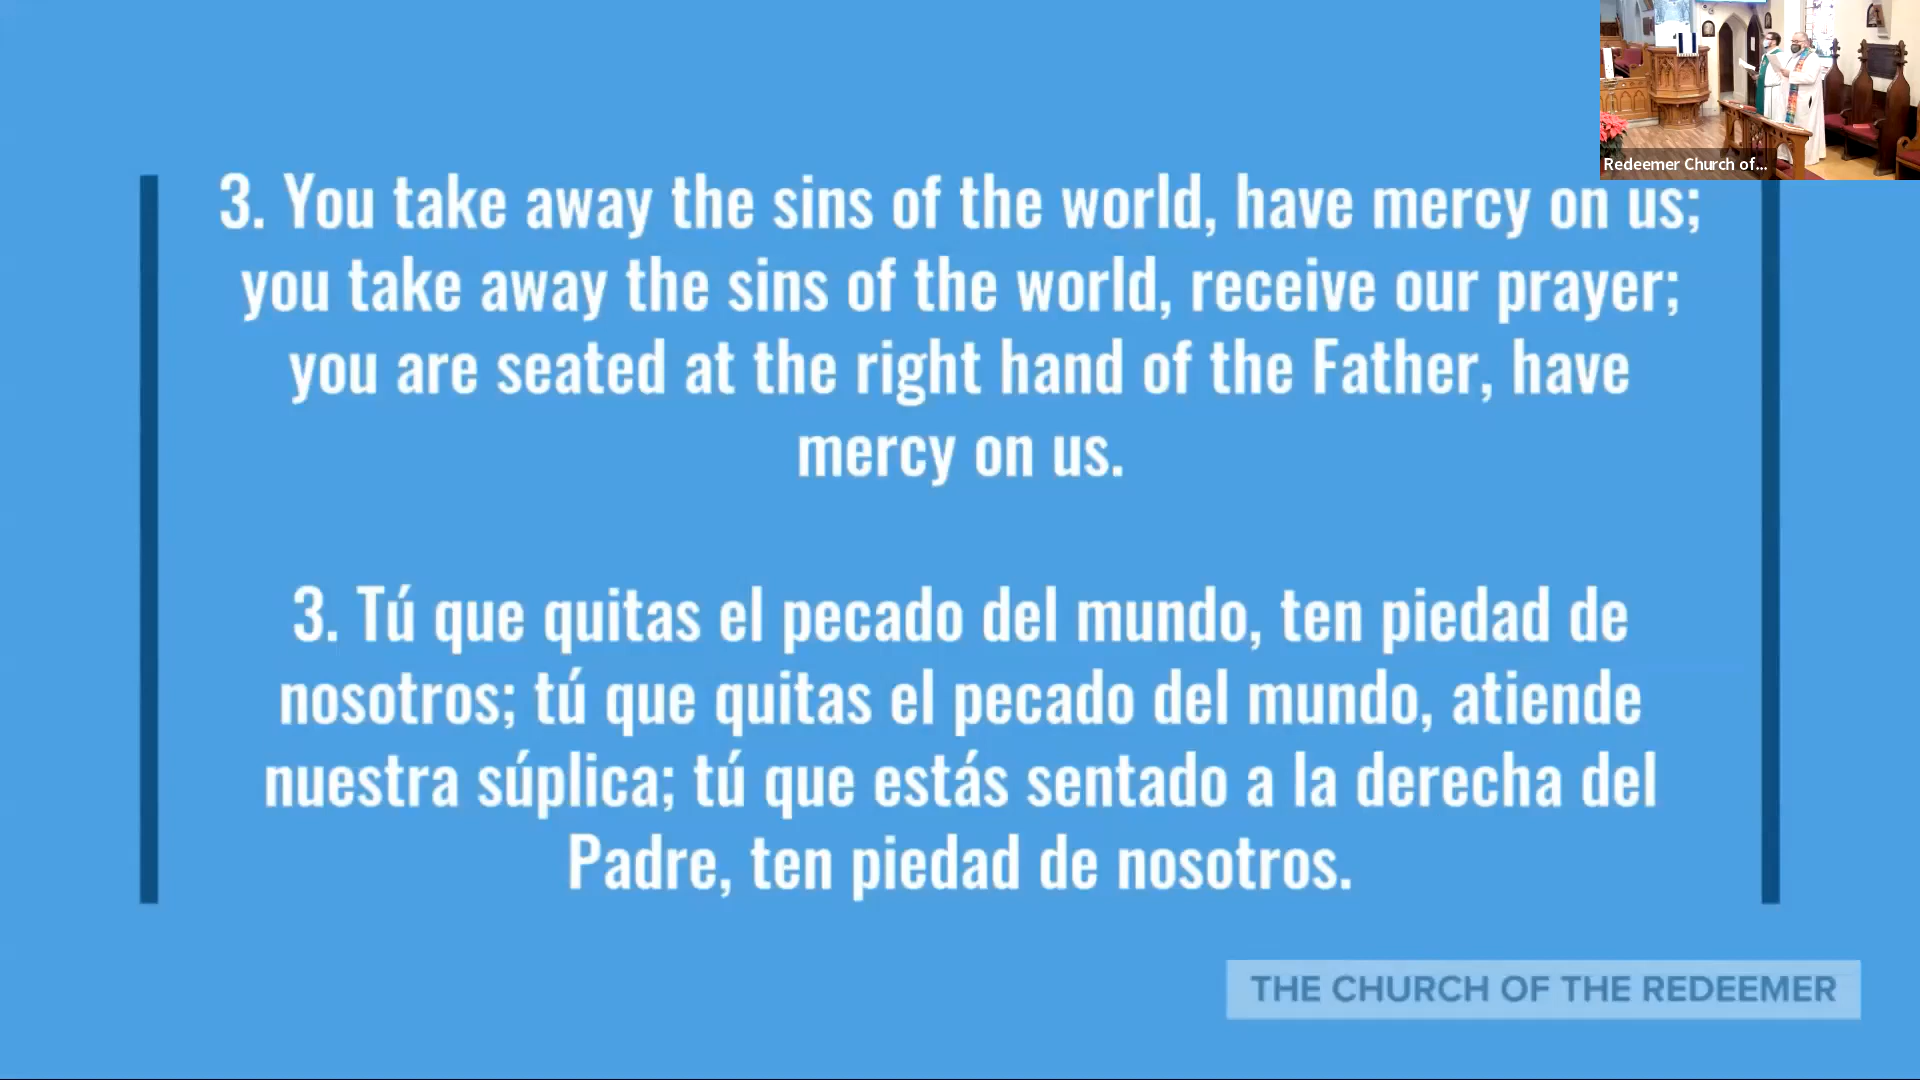 Redeemer Church of...
3. You take away the sins of the world, have mercy on us;
you take away the sins of the world, receive our prayer;
you are seated at the right hand of the Father, have
mercy on us.
3. Tú que quitas el pecado del mundo, ten piedad de
nosotros; tú que quitas el pecado del mundo, atiende
nuestra súplica; tú que estás sentado a la derecha del
Padre, ten piedad de nosotros.
THE CHURCH OF THE REDEEMER